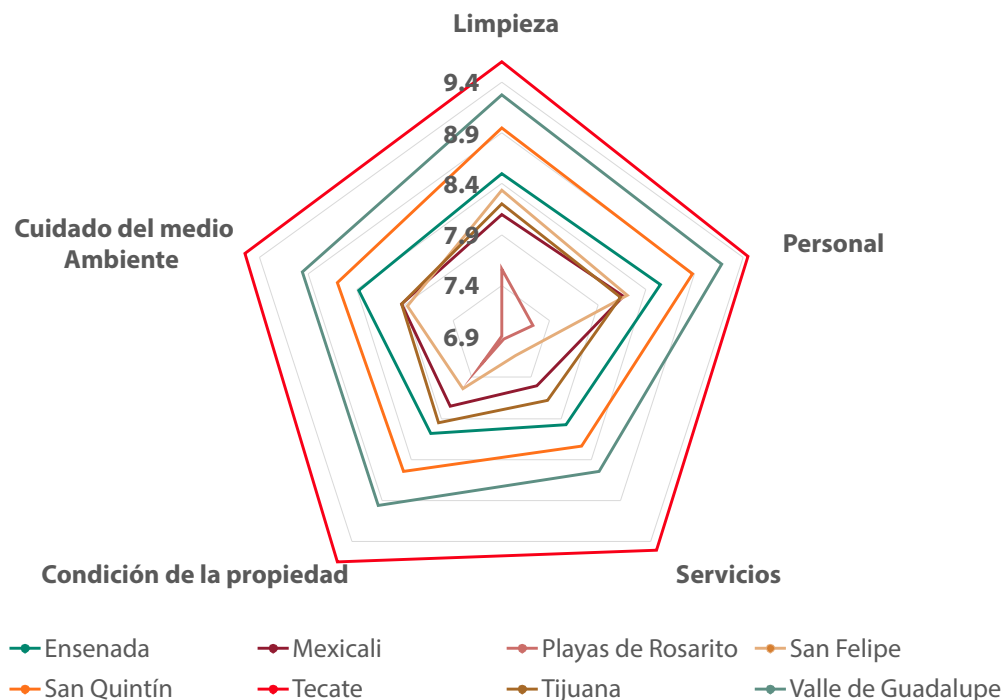 Limpieza
9.4
8.9
8.4
7.9
7.4
6.9
Personal
Cuidado del medio
Ambiente
Condición de la propiedad
Servicios
Ensenada
Mexicali
Playas de Rosarito
San Felipe
San Quintín
Tecate
Tijuana
Valle de Guadalupe